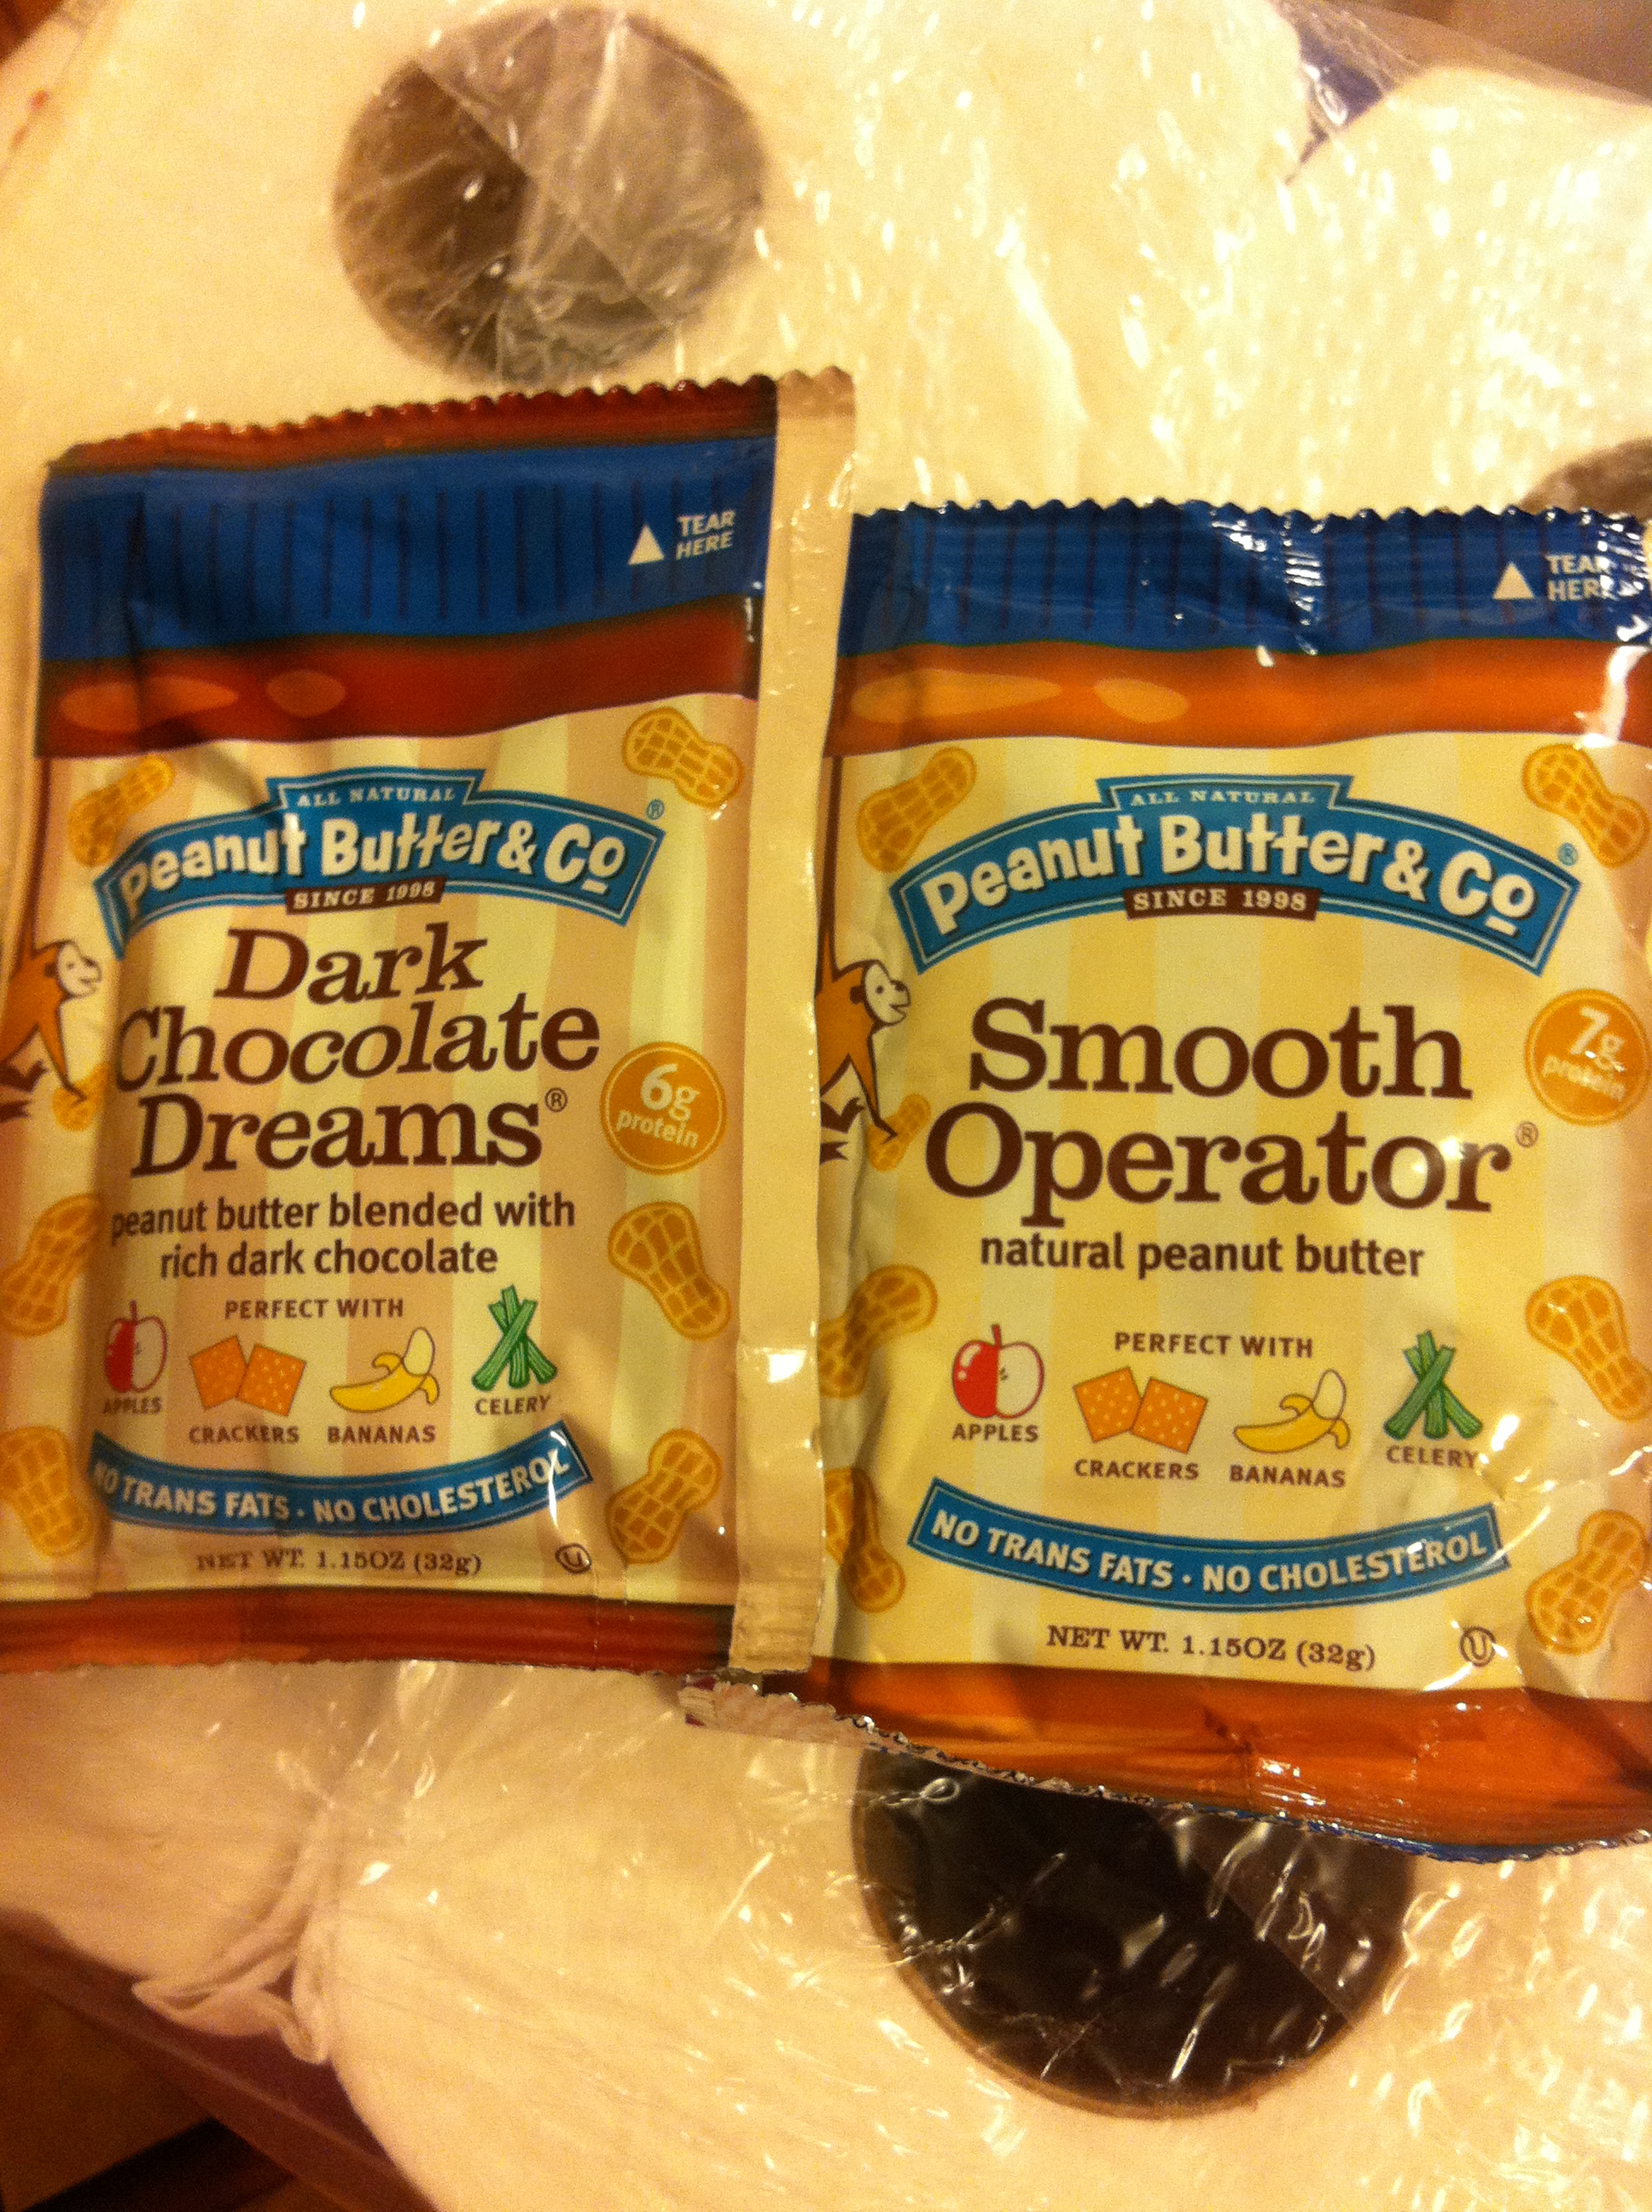 TEAR
HERE
ALL NATURAL
Peanut Butter & Co
®
SINCE 1998
Dark
Chocolate
Dreams®
6g
protein
peanut butter blended with
rich dark chocolate
PERFECT WITH
APPLES
CRACKERS
BANANAS
CELERY
NO TRANS FATS · NO CHOLESTEROL
NET WT. 1.15OZ (32g)
U
TEAR
HERE
ALL NATURAL
Peanut Butter & Co
®
SINCE 1998
Smooth
Operator®
7g
protein
natural peanut butter
PERFECT WITH
APPLES
CRACKERS
BANANAS
CELERY
NO TRANS FATS · NO CHOLESTEROL
NET WT. 1.15OZ (32g)
U